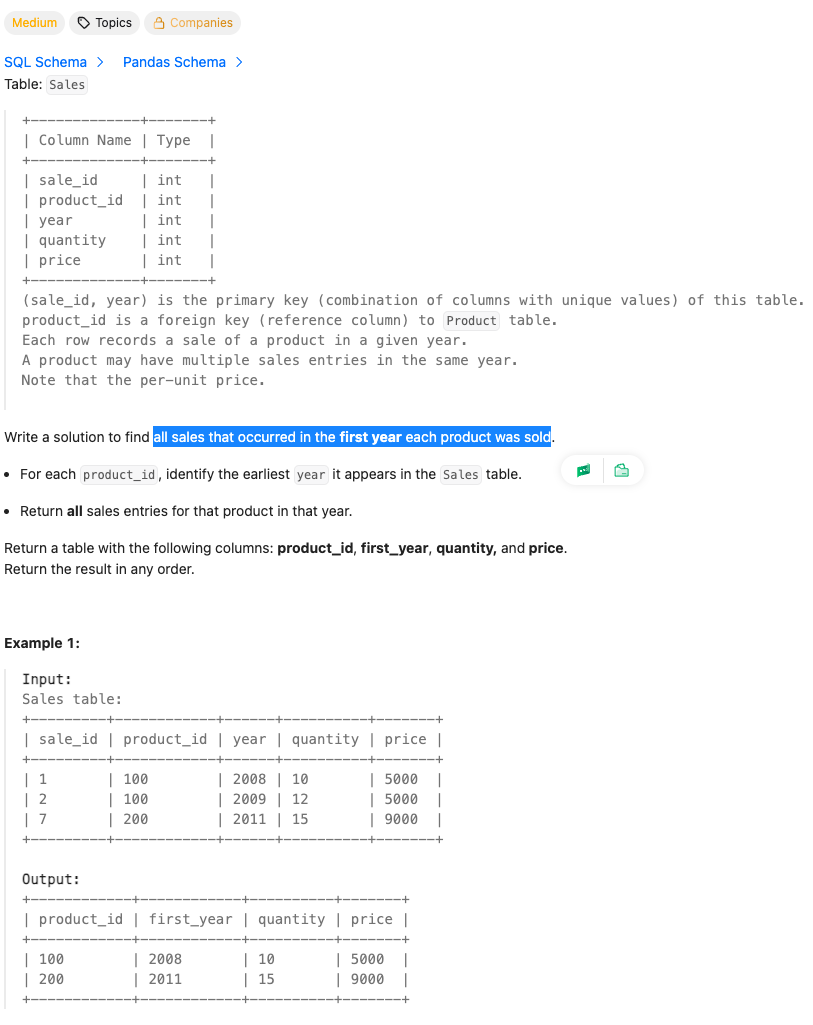 Medium Topics Companies
SQL Schema > Pandas Schema >
Table: Sales
+-------------+-------+
| Column Name | Type  |
+-------------+-------+
| sale_id     | int   |
| product_id  | int   |
| year        | int   |
| quantity    | int   |
| price       | int   |
+-------------+-------+
(sale_id, year) is the primary key (combination of columns with unique values) of this table.
product_id is a foreign key (reference column) to Product table.
Each row records a sale of a product in a given year.
A product may have multiple sales entries in the same year.
Note that the per-unit price.
Write a solution to find all sales that occurred in the first year each product was sold.
• For each product_id, identify the earliest year it appears in the Sales table.
• Return all sales entries for that product in that year.
Return a table with the following columns: product_id, first_year, quantity, and price.
Return the result in any order.
Example 1:
Input:
Sales table:
+---------+------------+------+----------+-------+
| sale_id | product_id | year | quantity | price |
+---------+------------+------+----------+-------+
| 1       | 100        | 2008 | 10       | 5000  |
| 2       | 100        | 2009 | 12       | 5000  |
| 7       | 200        | 2011 | 15       | 9000  |
+---------+------------+------+----------+-------+
Output:
+------------+------------+----------+-------+
| product_id | first_year | quantity | price |
+------------+------------+----------+-------+
| 100        | 2008       | 10       | 5000  |
| 200        | 2011       | 15       | 9000  |
+------------+------------+----------+-------+